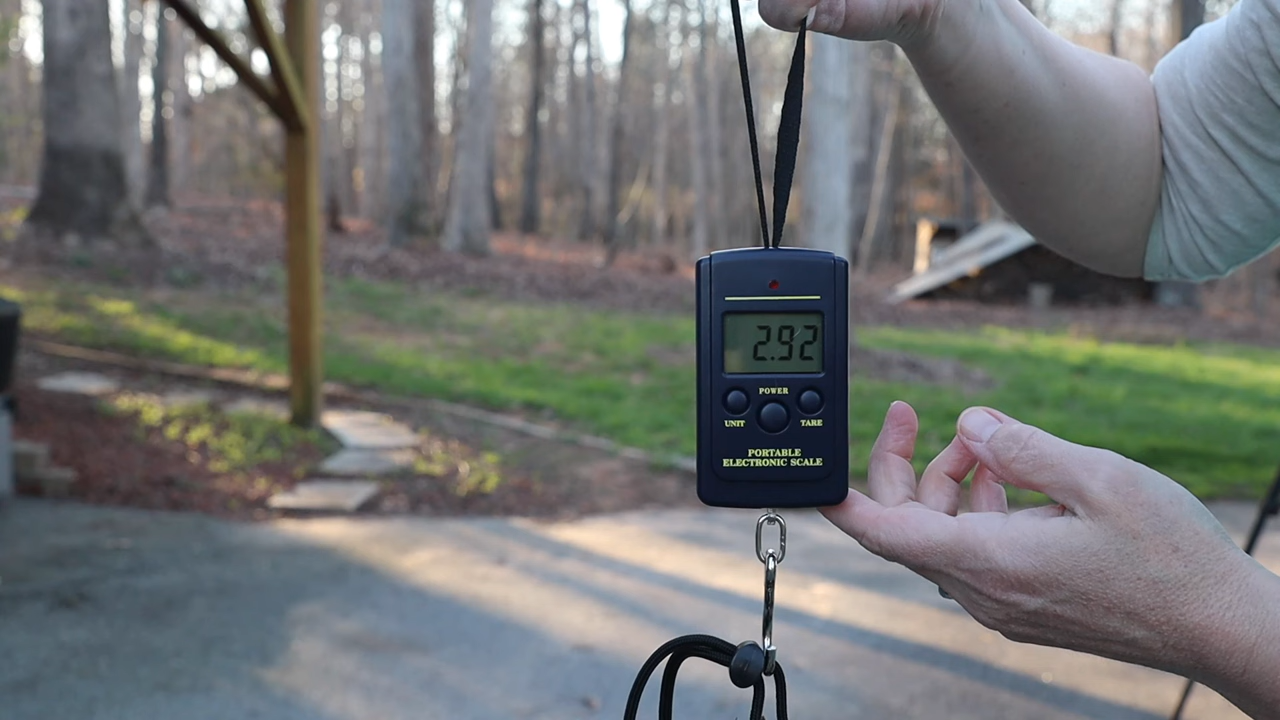 2.92
POWER
UNIT TARE
PORTABLE
ELECTRONIC SCALE